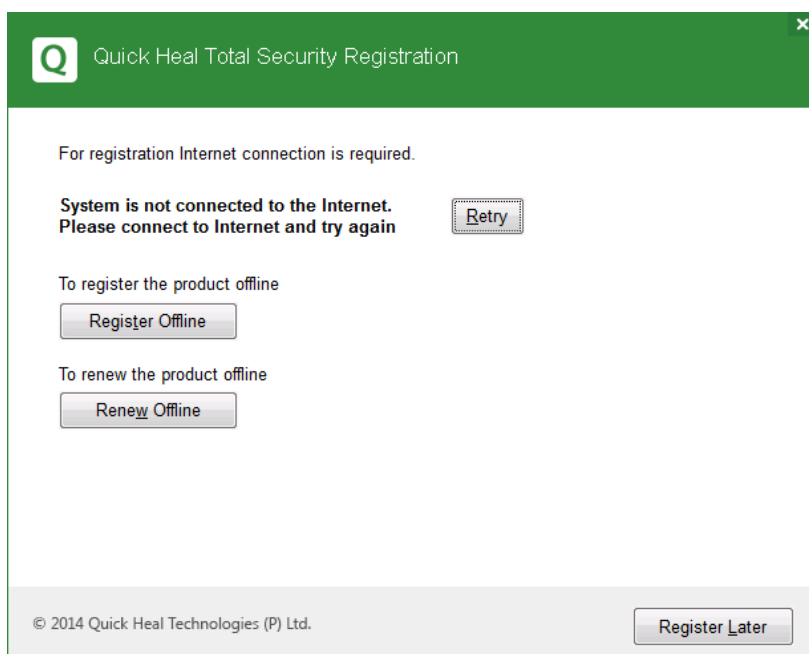 Q Quick Heal Total Security Registration
x
For registration Internet connection is required.
System is not connected to the Internet.
Please connect to Internet and try again
Retry
To register the product offline
Register Offline
To renew the product offline
Renew Offline
© 2014 Quick Heal Technologies (P) Ltd.
Register Later